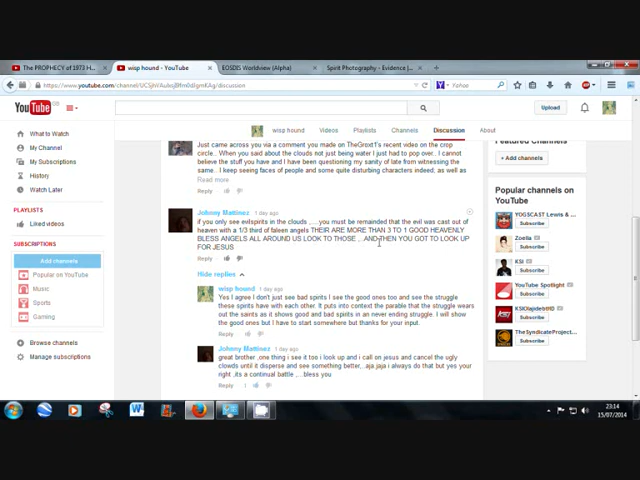 The PROPHECY of 1973 H...
wisp hound - YouTube
EOSDIS Worldview (Alpha)
Spirit Photography - Evidence
Yahoo
You Tube
Upload
What to Watch
My Channel
My Subscriptions
History
Watch Later
PLAYLISTS
Liked videos
SUBSCRIPTIONS
Add channels
Popular on YouTube
Music
Sports
Gaming
Browse channels
Manage subscriptions
wisp hound
Videos
Playlists
Channels
Discussion
About
Just came across you via a comment you made on TheGrost1's recent video on the crop
circle.. When you said about the clouds not just being water I just had to pop over.. I cannot
believe the stuff you have and I have been questioning my sanity of late from witnessing the
same.. I keep seeing faces of people and some quite disturbing characters indeed, as well as
Read more
Reply
Johnny Martinez 1 day ago
if you only see evilspirits in the clouds ,....you must be remainded that the evil was cast out of
heaven with a 1/3 third of faleen angels THEIR ARE MORE THAN 3 TO 1 GOOD HEAVENLY
BLESS ANGELS ALL AROUND US LOOK TO THOSE ,..AND THEN YOU GOT TO LOOK UP
FOR JESUS
Reply
Hide replies
wisp hound 1 day ago
Yes I agree I don't just see bad spirits I see the good ones too and see the struggle
these spirits have with each other. It puts into context the parable that the struggle wears
out the saints as it shows good and bad spirits in a never ending struggle. I will show
the good ones but I have to start somewhere but thanks for your input.
Reply
Johnny Martinez 1 day ago
great brother ,one thing i see it too i look up and i call on jesus and cancel the ugly
clouds until it disperse and see something better,..aja,jaja i always do that but yes your
right ,its a continual battle ,...bless you
Reply
1
Featured Channels
+ Add channels
Popular channels on
YouTube
YOGSCAST Lewis & ...
Subscribe
Zoella
Subscribe
KSI
Subscribe
YouTube Spotlight
Subscribe
KSIOlajidebtHD
Subscribe
TheSyndicateProject...
Subscribe
23:14
15/07/2014